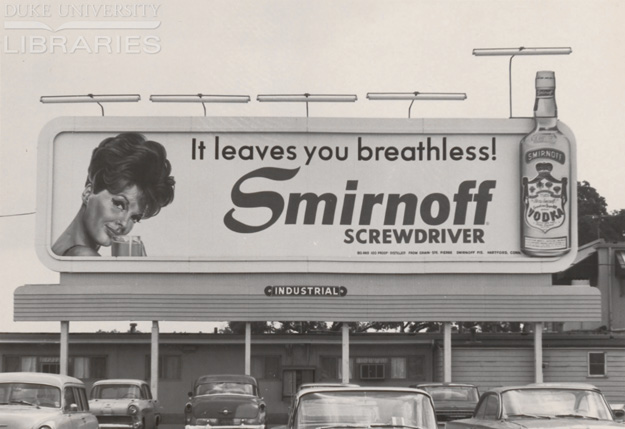 DUKE UNIVERSITY
LIBRARIES
It leaves you breathless!
Smirnoff
SCREWDRIVER
SMIRNOFF
VODKA
INDUSTRIAL